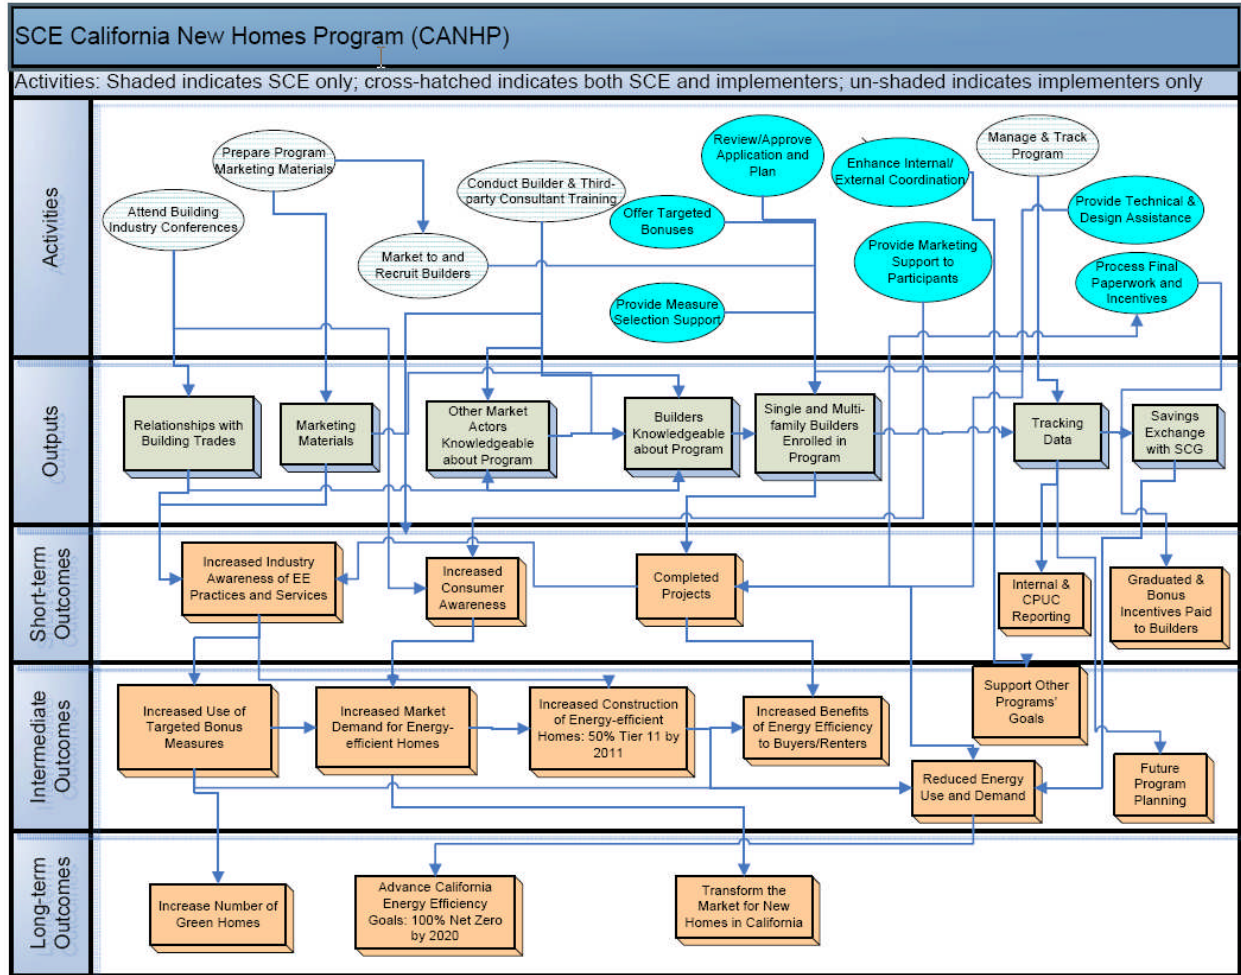 SCE California New Homes Program (CANHP)
Activities: Shaded indicates SCE only; cross-hatched indicates both SCE and implementers; un-shaded indicates implementers only
Activities
Prepare Program
Marketing Materials
Attend Building
Industry Conferences
Market to and
Recruit Builders
Conduct Builder & Third-
party Consultant Training
Offer Targeted
Bonuses
Provide Measure
Selection Support
Review/Approve
Application and
Plan
Enhance Internal/
External Coordination
Provide Marketing
Support to
Participants
Manage & Track
Program
Provide Technical &
Design Assistance
Process Final
Paperwork and
Incentives
Outputs
Relationships with
Building Trades
Marketing
Materials
Other Market
Actors
Knowledgeable
about Program
Builders
Knowledgeable
about Program
Single and Multi-
family Builders
Enrolled in
Program
Tracking
Data
Savings
Exchange
with SCG
Short-term
Outcomes
Increased Industry
Awareness of EE
Practices and Services
Increased
Consumer
Awareness
Completed
Projects
Internal &
CPUC
Reporting
Graduated &
Bonus
Incentives Paid
to Builders
Intermediate
Outcomes
Increased Use of
Targeted Bonus
Measures
Increased Market
Demand for Energy-
efficient Homes
Increased Construction
of Energy-efficient
Homes: 50% Tier 11 by
2011
Increased Benefits
of Energy Efficiency
to Buyers/Renters
Support Other
Programs'
Goals
Reduced Energy
Use and Demand
Future
Program
Planning
Long-term
Outcomes
Increase Number of
Green Homes
Advance California
Energy Efficiency
Goals: 100% Net Zero
by 2020
Transform the
Market for New
Homes in California